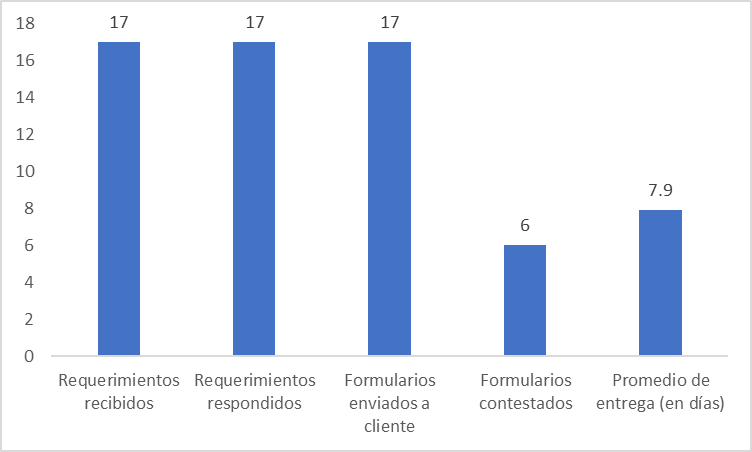 18
16
14
12
10
8
6
4
2
0
17
17
17
6
7.9
Requerimientos
recibidos
Requerimientos
respondidos
Formularios
enviados a
cliente
Formularios
contestados
Promedio de
entrega (en días)